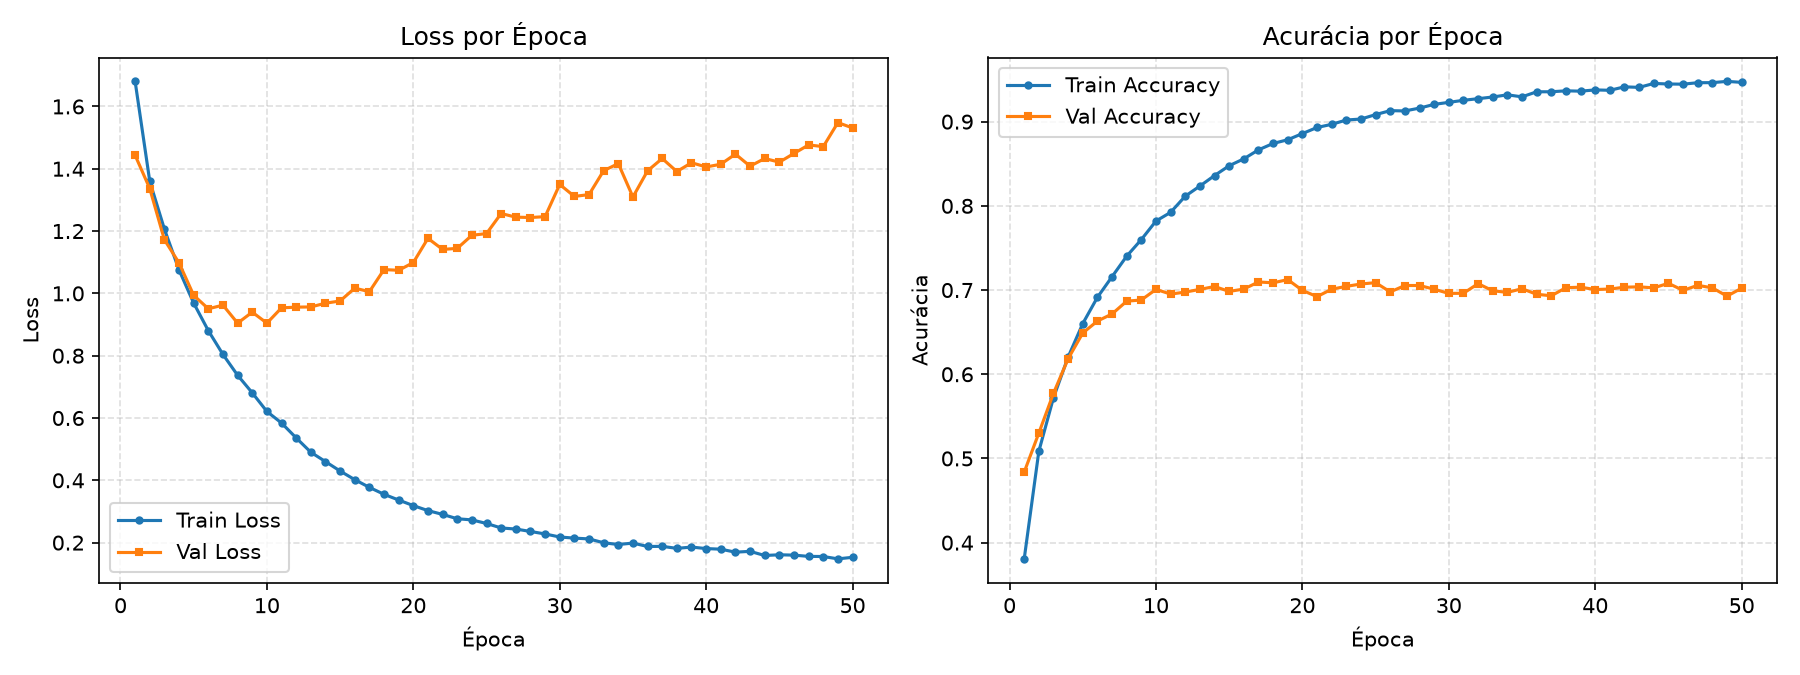 Loss por Época
1.6
1.4
1.2
1.0
0.8
0.6
0.4
0.2
Loss
Train Loss
Val Loss
0 10 20 30 40 50
Época
Acurácia por Época
Train Accuracy
Val Accuracy
0.9
0.8
0.7
0.6
0.5
0.4
Acurácia
0 10 20 30 40 50
Época